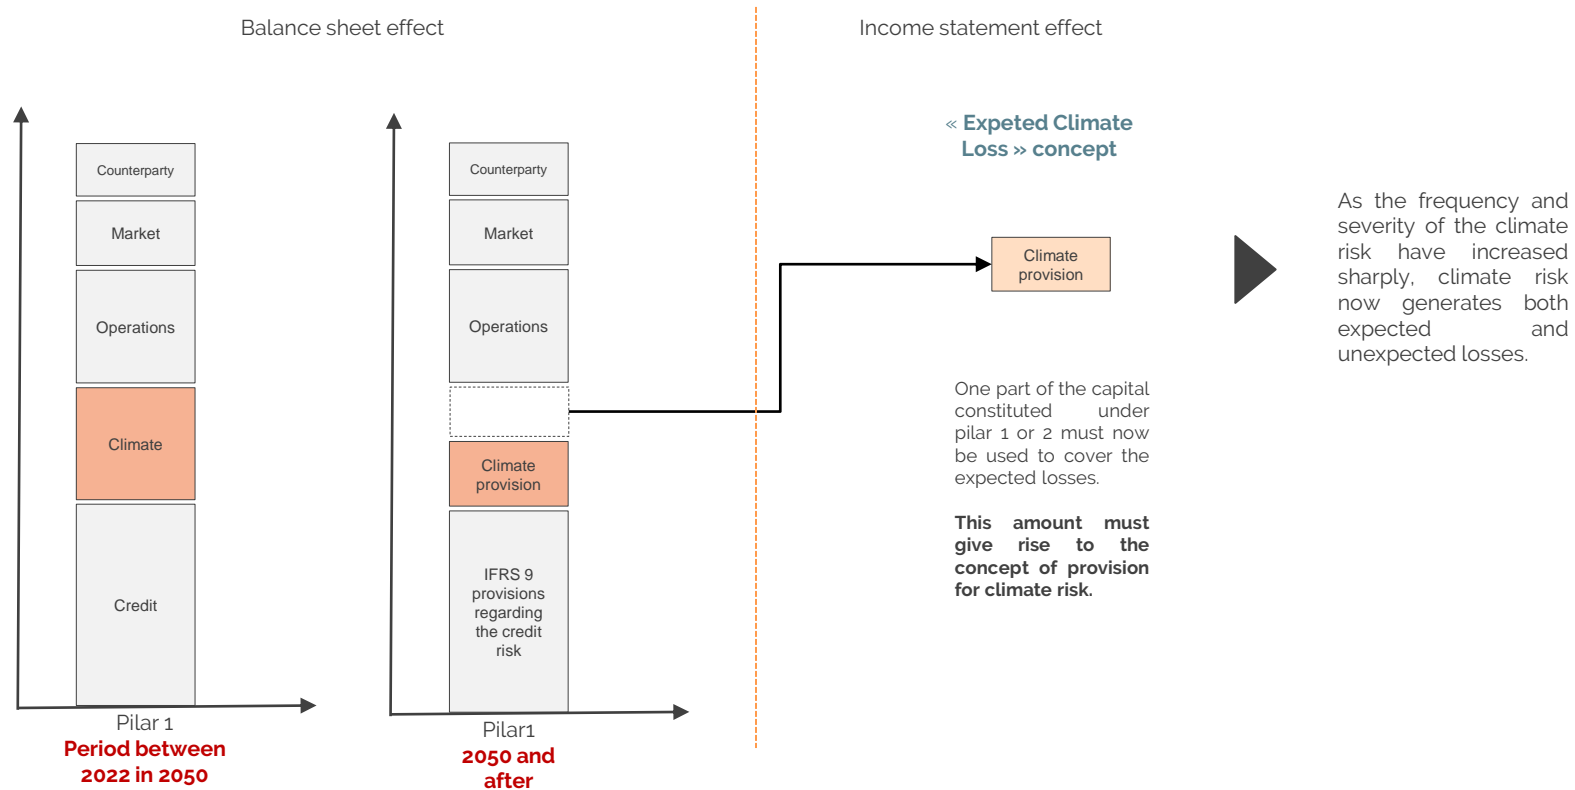 Balance sheet effect
Income statement effect
Counterparty
Market
Operations
Climate
Credit
Pilar 1
Period between
2022 in 2050
Counterparty
Market
Operations
Climate
provision
IFRS 9
provisions
regarding
the credit
risk
Pilar1
2050 and
after
« Expeted Climate
Loss » concept
Climate
provision
One part of the capital
constituted under
pilar 1 or 2 must now
be used to cover the
expected losses.
This amount must
give rise to the
concept of provision
for climate risk.
As the frequency and
severity of the climate
risk have increased
sharply, climate risk
now generates both
expected and
unexpected losses.